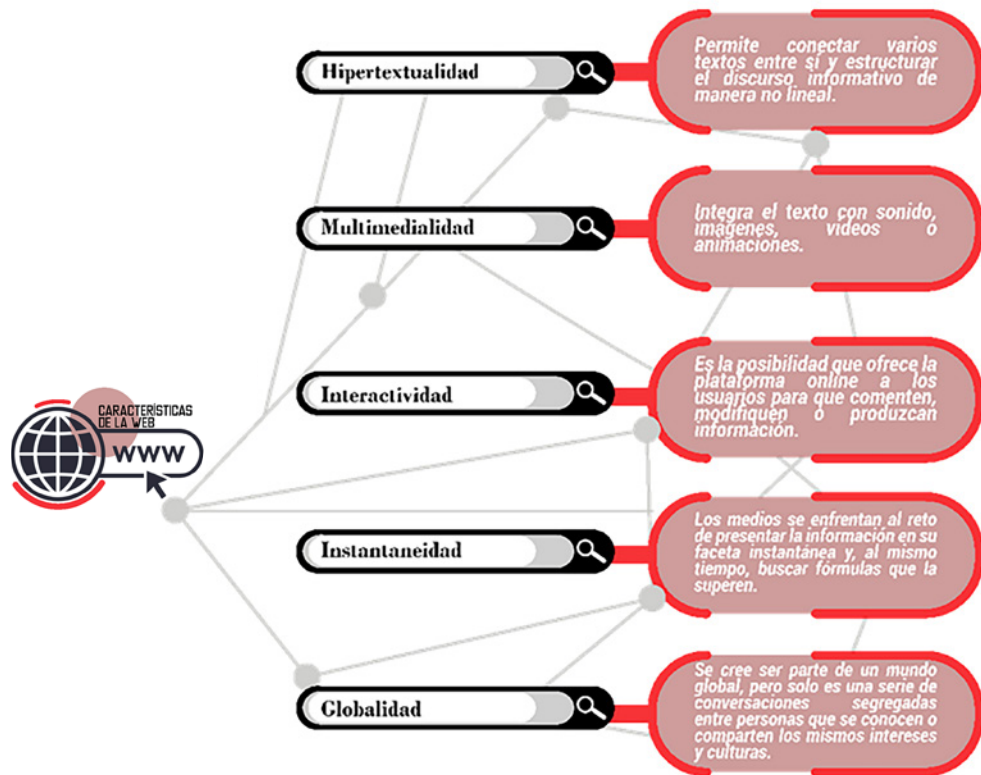 Hipertextualidad
Permite conectar varios
textos entre sí y estructurar
el discurso informativo de
manera no lineal.
Multimedialidad
Integra el texto con sonido,
imágenes, videos o
animaciones.
Interactividad
Es la posibilidad que ofrece la
plataforma online a los
usuarios para que comenten,
modifiquen o produzcan
información.
CARACTERÍSTICAS
DE LA WEB
WWW
Instantaneidad
Los medios se enfrentan al reto
de presentar la información en su
faceta instantánea y, al mismo
tiempo, buscar fórmulas que la
superen.
Globalidad
Se cree ser parte de un mundo
global, pero solo es una serie de
conversaciones segregadas
entre personas que se conocen o
comparten los mismos intereses
y culturas.